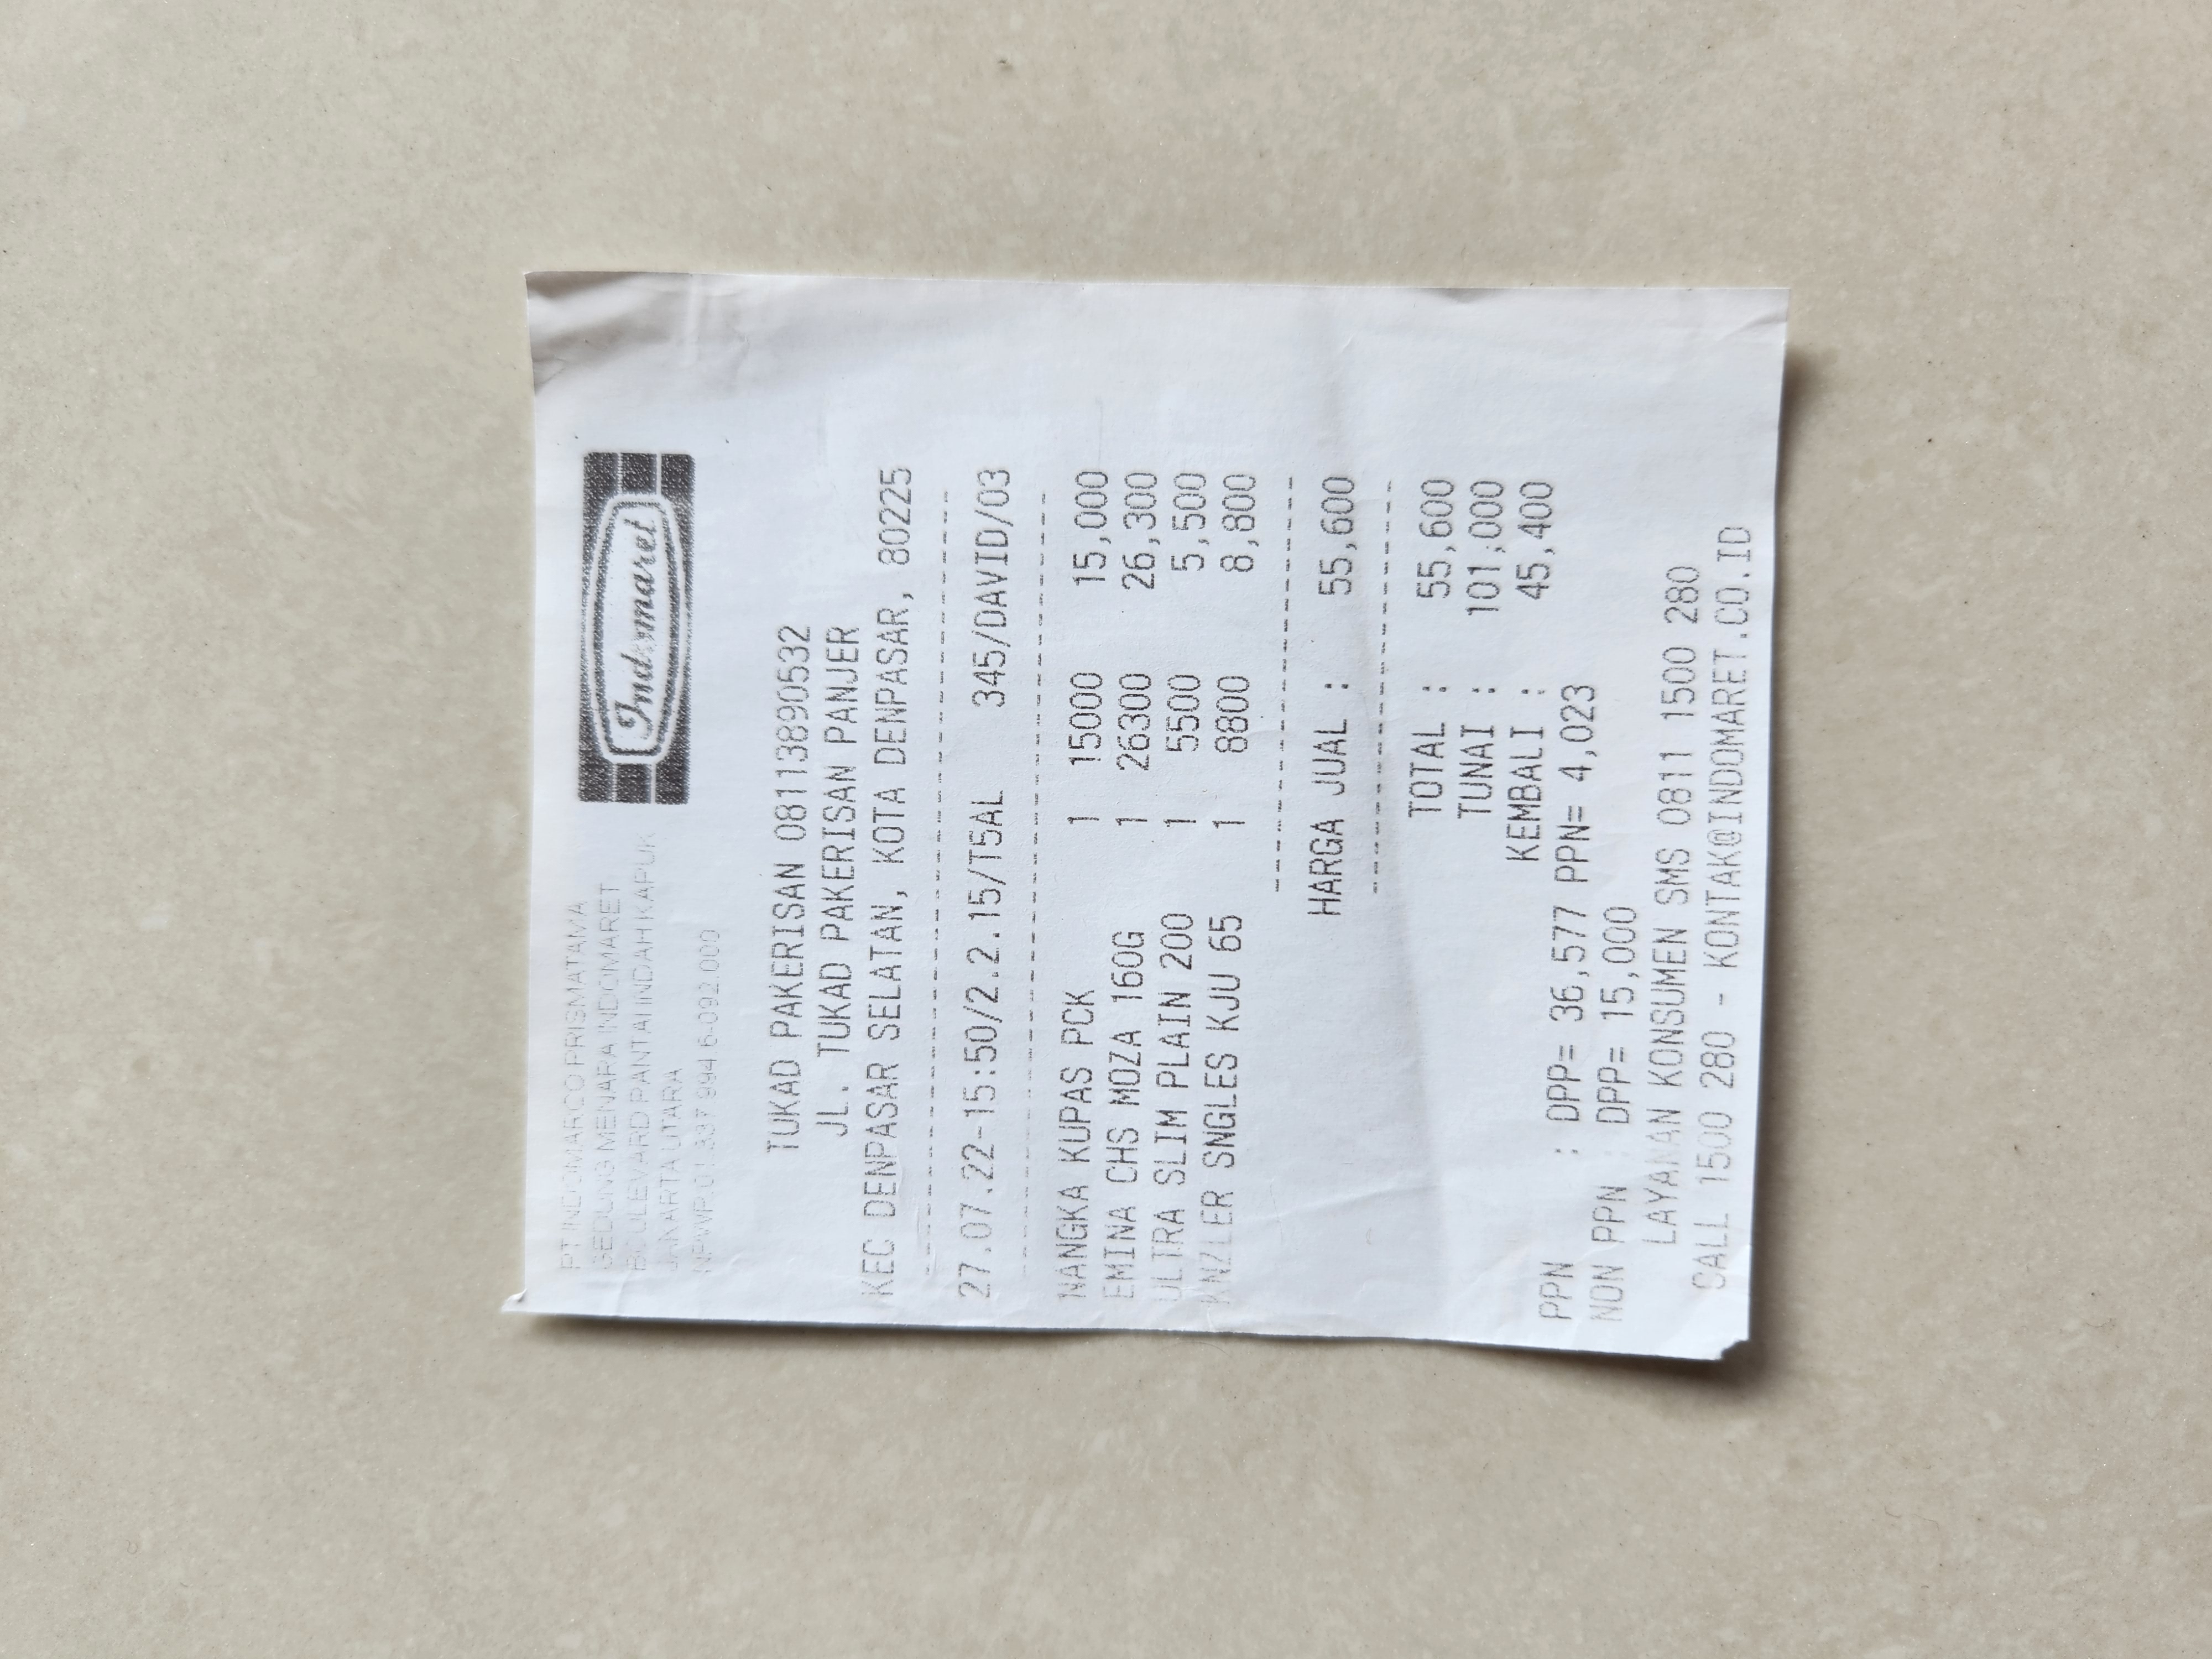 PT.INDOMARCO PRISMATAMA
GEDUNG MENARA INDOMARET
BOULEVARD PANTAI INDAH KAPUK
JAKARTA UTARA
NPWP.01.337.994.6-092.000
Indomaret
TUKAD PAKERISAN 08113890532
JL. TUKAD PAKERISAN PANJER
KEC DENPASAR SELATAN, KOTA DENPASAR, 80225
27.07.22-15:50/2.2.15/T5AL 345/DAVID/03
NANGKA KUPAS PCK 1 15000 15,000
EMINA CHS MOZA 160G 1 26300 26,300
ULTRA SLIM PLAIN 200 1 5500 5,500
KNZLER SNGLES KJU 65 1 8800 8,800
HARGA JUAL : 55,600
TOTAL : 55,600
TUNAI : 101,000
KEMBALI : 45,400
PPN : DPP= 36,577 PPN= 4,023
NON PPN : DPP= 15,000
LAYANAN KONSUMEN SMS 0811 1500 280
CALL 1500 280 - KONTAK@INDOMARET.CO.ID